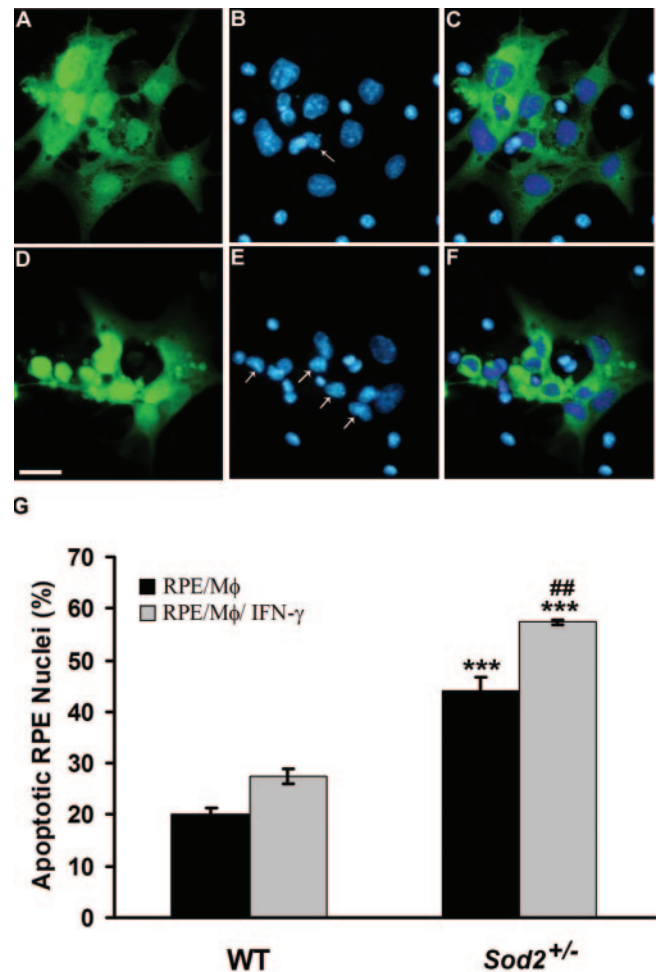 A B C
D E F
G
70
60
50
40
30
20
10
0
Apoptotic RPE Nuclei (%)
RPE/Mϕ
RPE/Mϕ/ IFN-γ
***
##
***
WT Sod2+/-